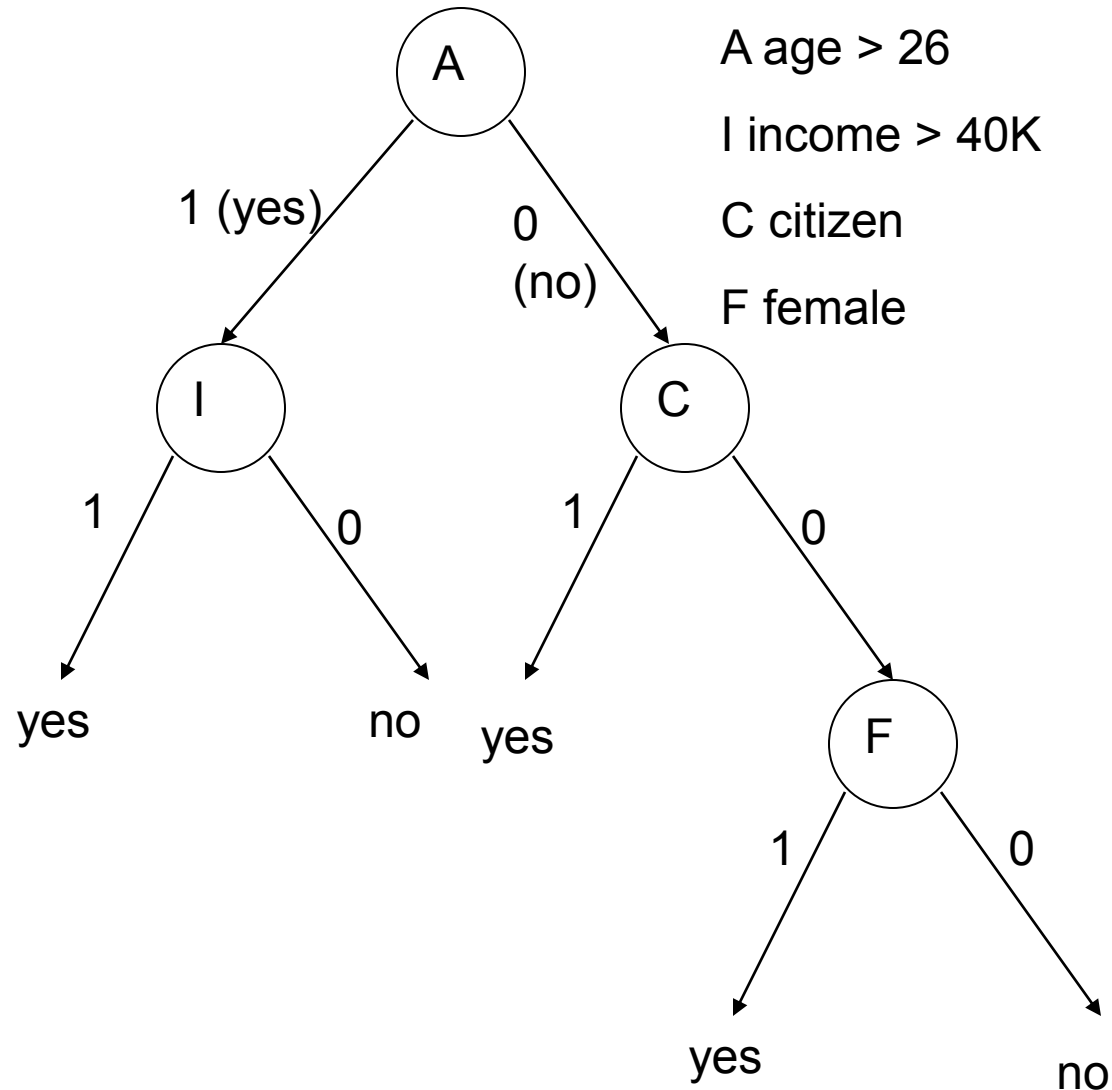 A
A age > 26
I income > 40K
1 (yes)
0
(no)
C citizen
F female
I
C
1
0
1
0
yes
no
yes
F
1
0
yes
no